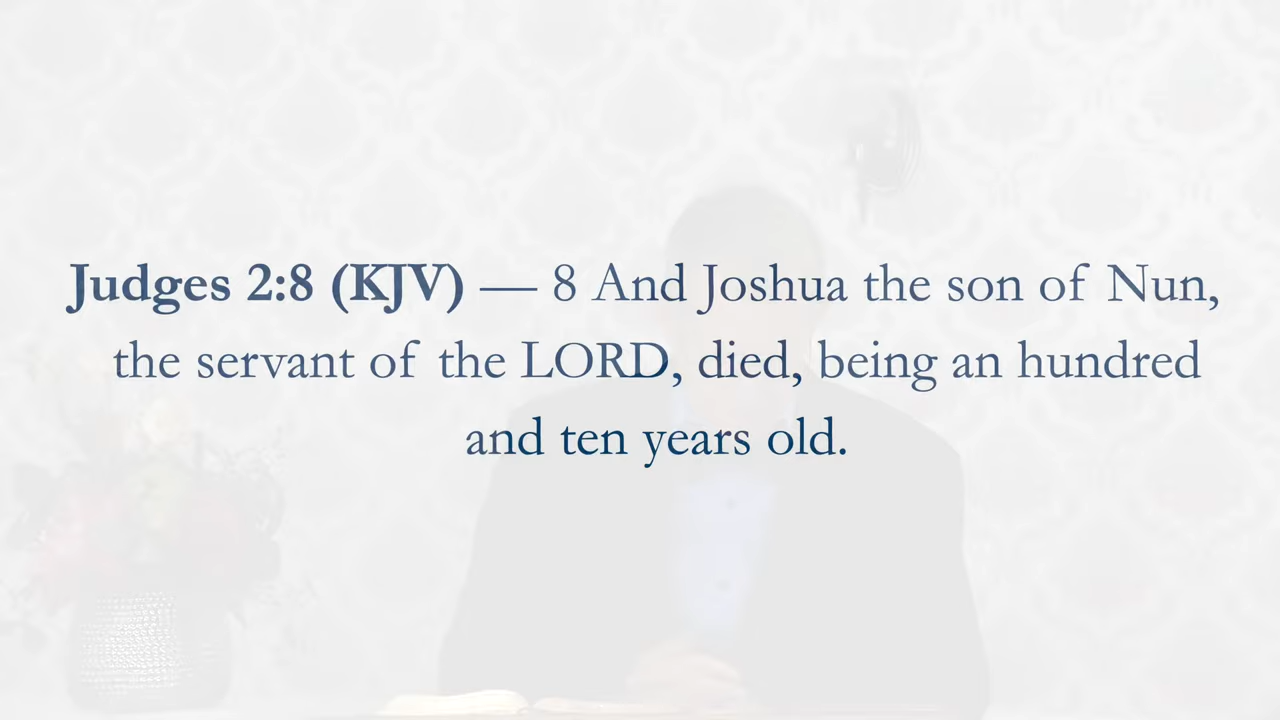 Judges 2:8 (KJV) — 8 And Joshua the son of Nun,
the servant of the LORD, died, being an hundred
and ten years old.